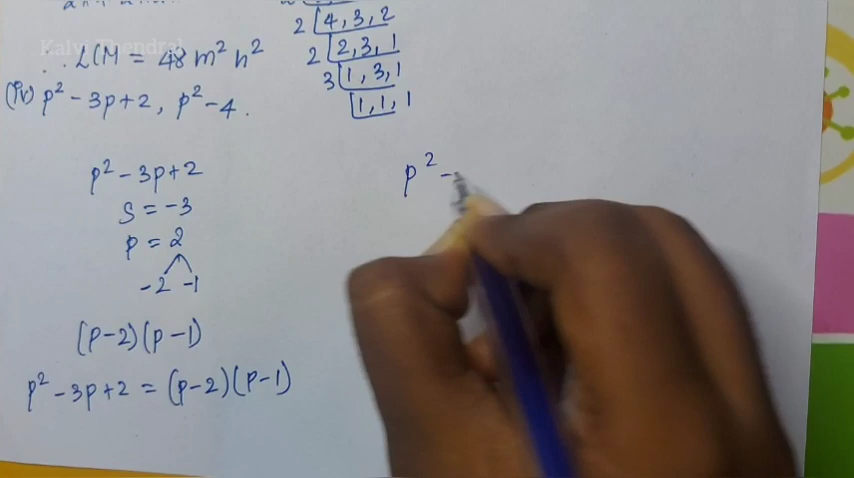 Kalvi Thendral
∴ LCM = 48 m² n²
2 | 4, 3, 2
2 | 2, 3, 1
3 | 1, 3, 1
1, 1, 1
(iv) p² - 3p + 2, p² - 4.
p² - 3p + 2
S = -3
P = 2
-2 -1
(p - 2)(p - 1)
p² - 3p + 2 = (p - 2)(p - 1)
p² -